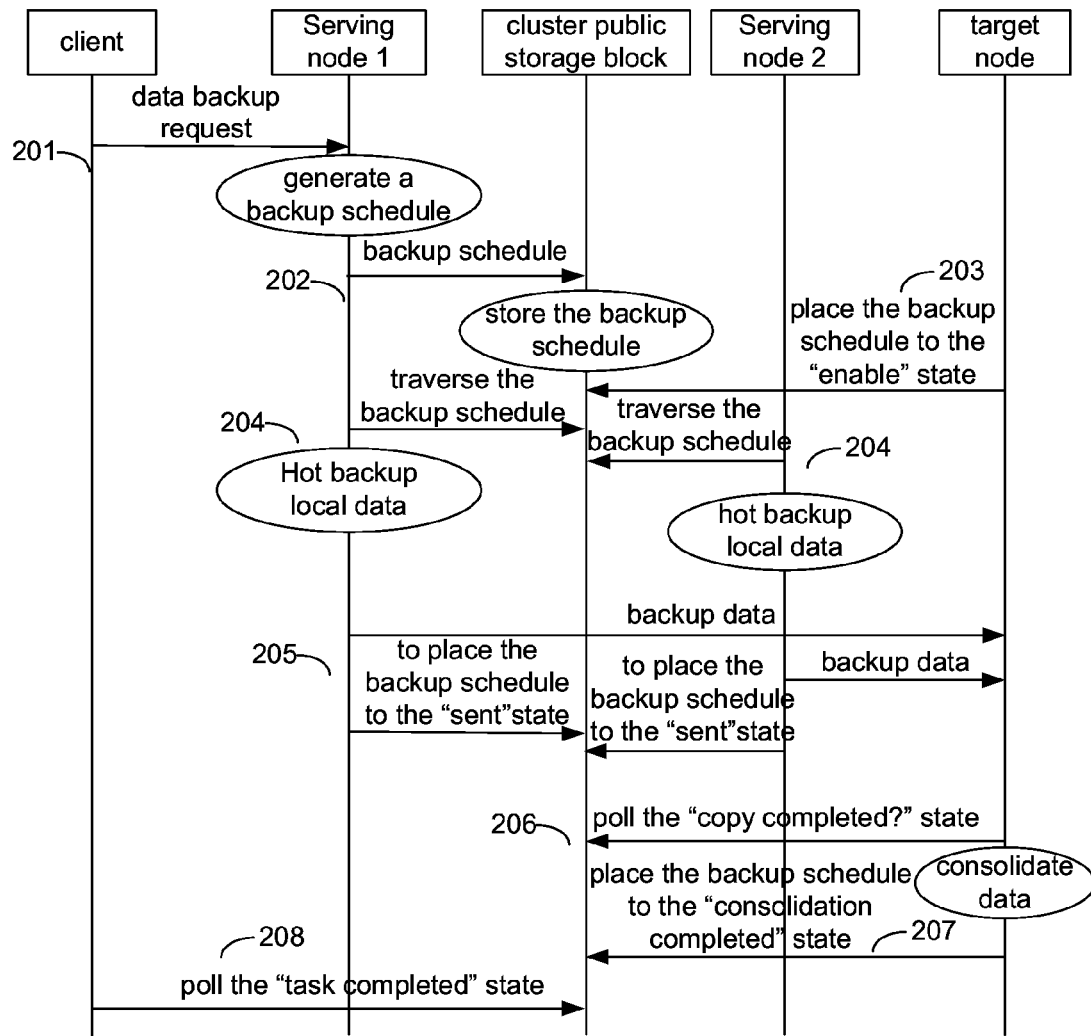 client
Serving
node 1
cluster public
storage block
Serving
node 2
target
node
data backup
request
201
generate a
backup schedule
backup schedule
202
203
store the backup
schedule
place the backup
schedule to the
“enable” state
traverse the
backup schedule
traverse the
backup schedule
204
204
Hot backup
local data
hot backup
local data
backup data
205
to place the
backup schedule
to the “sent”state
to place the
backup schedule
to the “sent”state
backup data
206
poll the “copy completed?” state
consolidate
data
place the backup schedule
to the “consolidation
completed” state
207
208
poll the “task completed” state